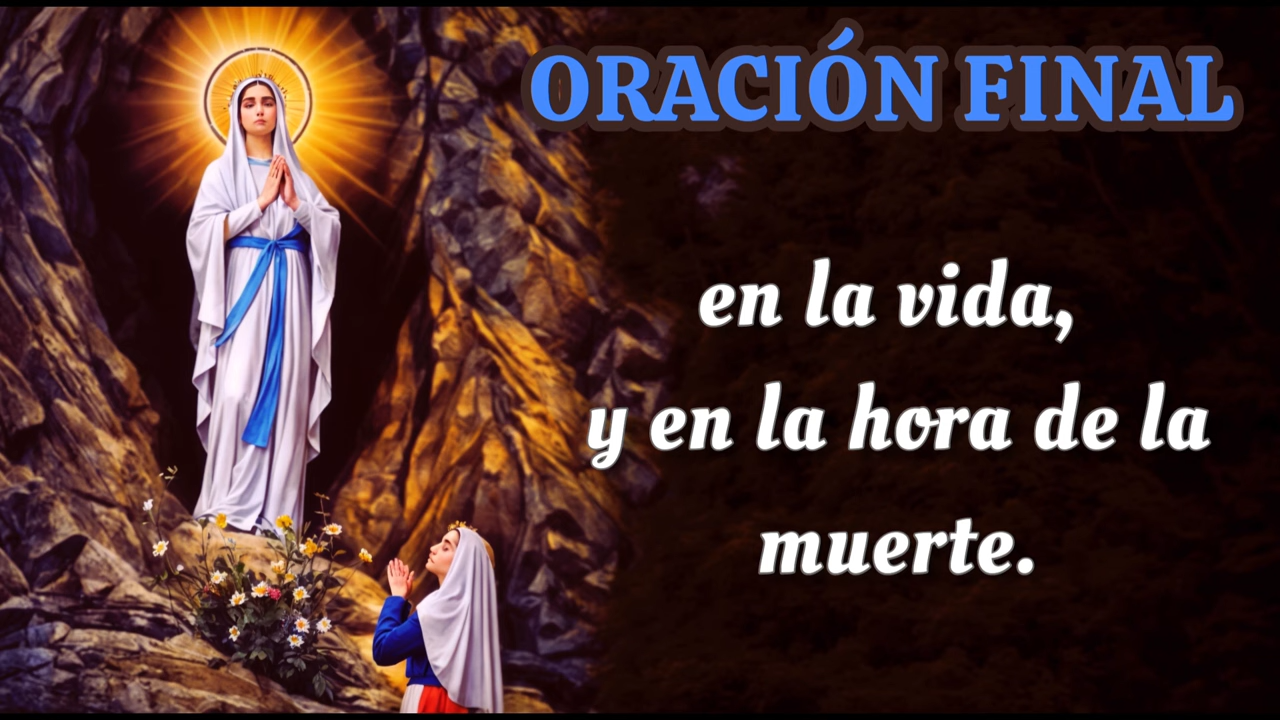 ORACIÓN FINAL
en la vida,
y en la hora de la
muerte.